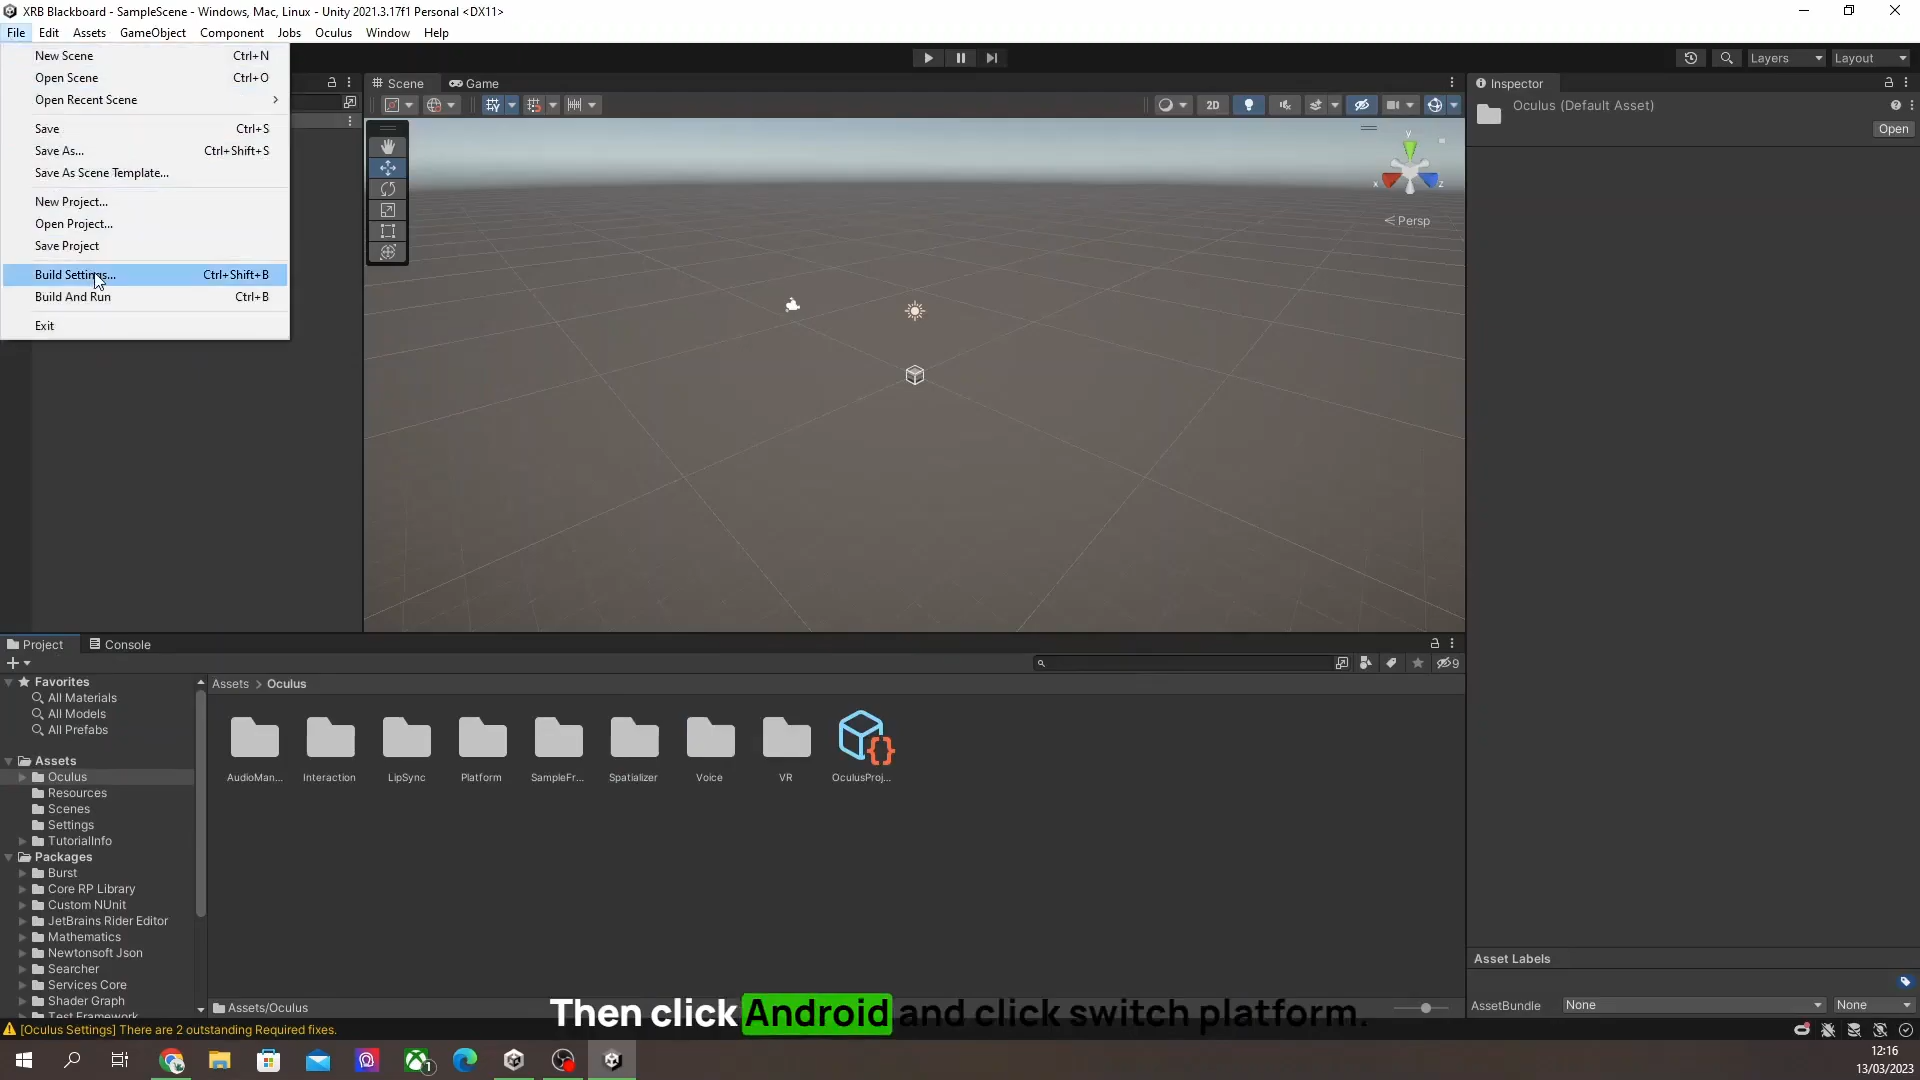 XRB Blackboard - SampleScene - Windows, Mac, Linux - Unity 2021.3.17f1 Personal <DX11>
File Edit Assets GameObject Component Jobs Oculus Window Help
New Scene Ctrl+N
Open Scene Ctrl+O
Open Recent Scene
Save Ctrl+S
Save As... Ctrl+Shift+S
Save As Scene Template...
New Project...
Open Project...
Save Project
Build Settings... Ctrl+Shift+B
Build And Run Ctrl+B
Exit
Layers Layout
Scene Game
2D
y
x z
Persp
Inspector
Oculus (Default Asset)
Open
Project Console
9
Favorites
All Materials
All Models
All Prefabs
Assets
Oculus
Resources
Scenes
Settings
TutorialInfo
Packages
Burst
Core RP Library
Custom NUnit
JetBrains Rider Editor
Mathematics
Newtonsoft Json
Searcher
Services Core
Shader Graph
Test Framework
Assets > Oculus
AudioMan... Interaction LipSync Platform SampleFr... Spatializer Voice VR OculusProj...
Assets/Oculus
Asset Labels
AssetBundle None None
Then click Android and click switch platform.
[Oculus Settings] There are 2 outstanding Required fixes.
1
12:16
13/03/2023